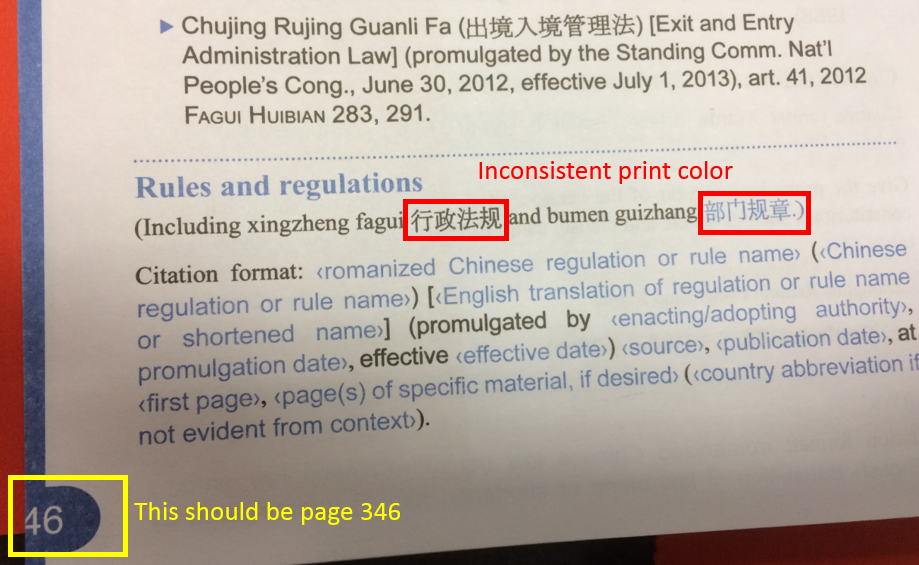 ▶ Chujing Rujing Guanli Fa (出境入境管理法) [Exit and Entry
Administration Law] (promulgated by the Standing Comm. Nat'l
People's Cong., June 30, 2012, effective July 1, 2013), art. 41, 2012
FAGUI HUIBIAN 283, 291.
Inconsistent print color
Rules and regulations
(Including xingzheng fagui 行政法规 and bumen guizhang 部门规章.)
Citation format: ‹romanized Chinese regulation or rule name› (‹Chinese
regulation or rule name›) [‹English translation of regulation or rule name
or shortened name›] (promulgated by ‹enacting/adopting authority›,
promulgation date›, effective ‹effective date›) ‹source›, ‹publication date›, at
‹first page›, ‹page(s) of specific material, if desired› (‹country abbreviation if
not evident from context›).
46
This should be page 346